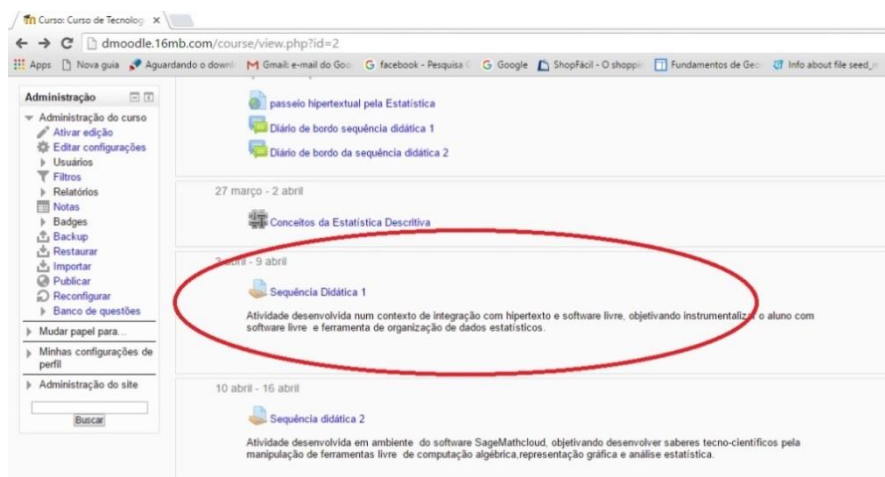 Curso: Curso de Tecnolog
dmoodle.16mb.com/course/view.php?id=2
Apps Nova guia Aguardando o downl Gmail: e-mail do Goo facebook - Pesquisa Google ShopFácil - O shoppin Fundamentos de Geo Info about file seed_
Administração
Administração do curso
Ativar edição
Editar configurações
Usuários
Filtros
Relatórios
Notas
Badges
Backup
Restaurar
Importar
Publicar
Reconfigurar
Banco de questões
Mudar papel para...
Minhas configurações de
perfil
Administração do site
Buscar
passeio hipertextual pela Estatística
Diário de bordo sequência didática 1
Diário de bordo da sequência didática 2
27 março - 2 abril
Conceitos da Estatística Descritiva
3 abril - 9 abril
Sequência Didática 1
Atividade desenvolvida num contexto de integração com hipertexto e software livre, objetivando instrumentalizar o aluno com
software livre e ferramenta de organização de dados estatísticos.
10 abril - 16 abril
Sequência didática 2
Atividade desenvolvida em ambiente do software SageMathcloud, objetivando desenvolver saberes tecno-científicos pela
manipulação de ferramentas livre de computação algébrica,representação gráfica e análise estatística.